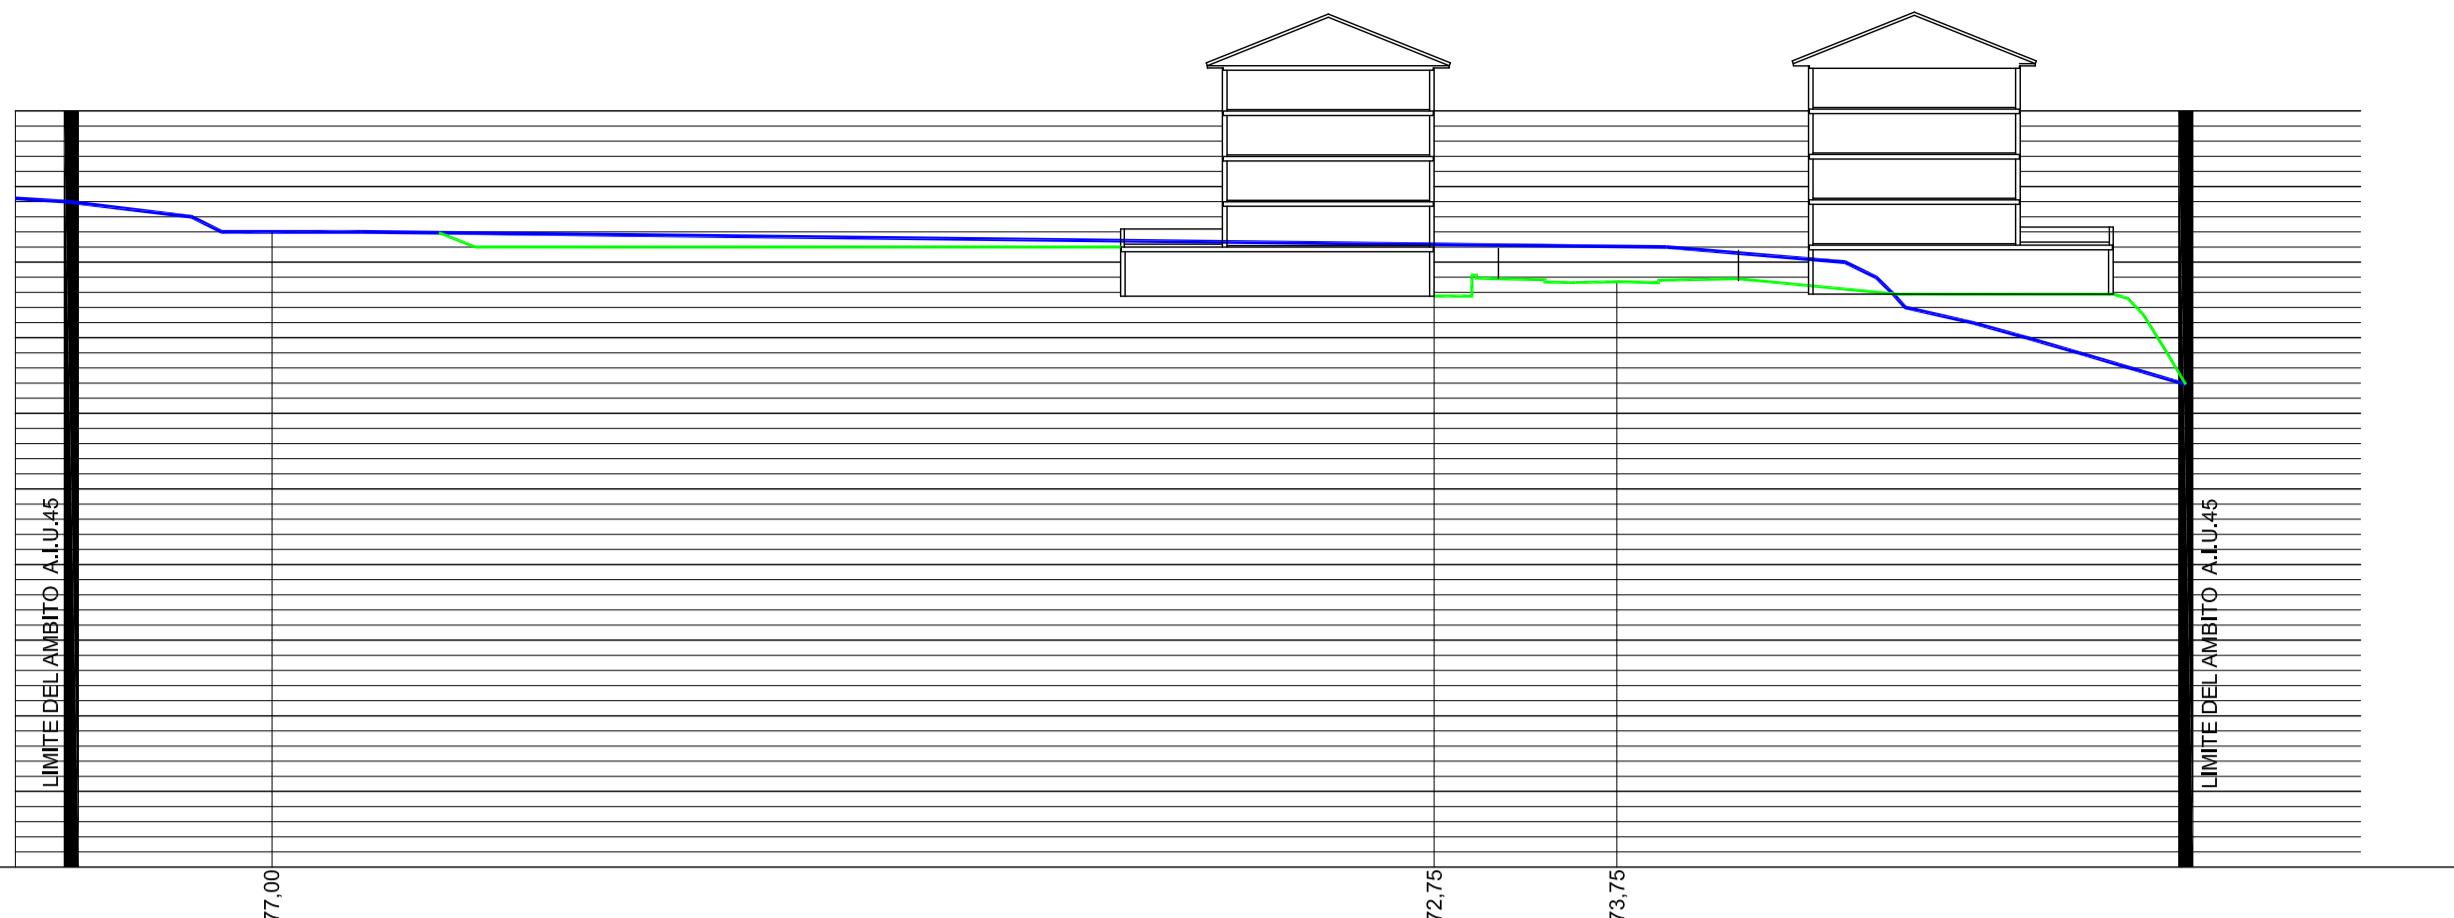 LIMITE DEL AMBITO A.I.U.45
77,00
72,75
73,75
LIMITE DEL AMBITO A.I.U.45